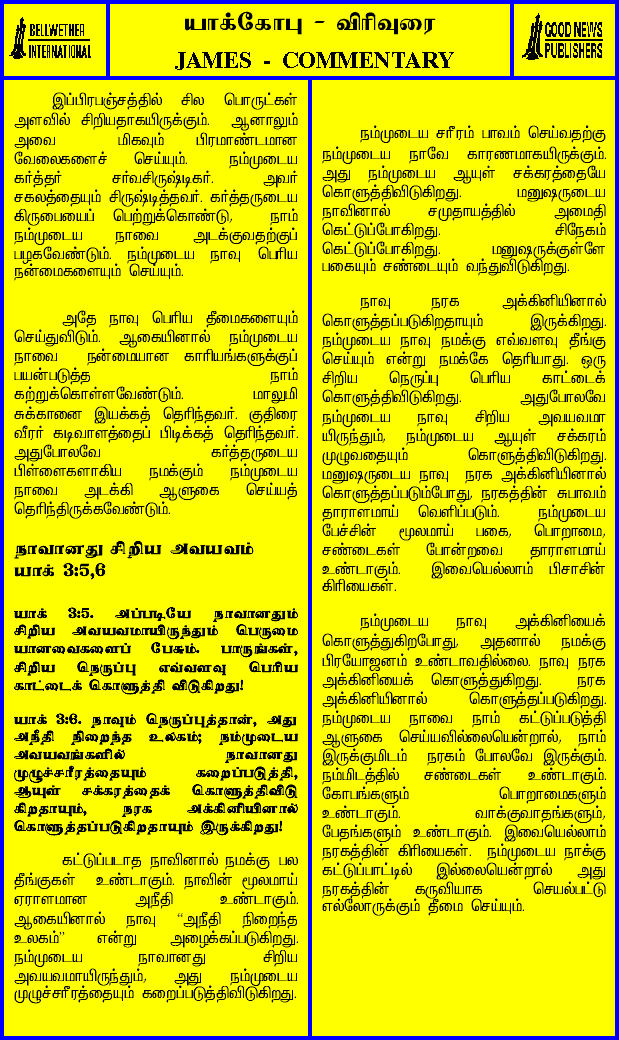 BELLWETHER
INTERNATIONAL
யாக்கோபு - விரிவுரை
JAMES - COMMENTARY
GOOD NEWS
PUBLISHERS
இப்பிரபஞ்சத்தில் சில பொருட்கள்
அளவில் சிறியதாகயிருக்கும். ஆனாலும்
அவை மிகவும் பிரமாண்டமான
வேலைகளைச் செய்யும். நம்முடைய
கர்த்தர் சர்வசிருஷ்டிகர். அவர்
சகலத்தையும் சிருஷ்டித்தவர். கர்த்தருடைய
கிருபையைப் பெற்றுக்கொண்டு, நாம்
நம்முடைய நாவை அடக்குவதற்குப்
பழகவேண்டும். நம்முடைய நாவு பெரிய
நன்மைகளையும் செய்யும்.
அதே நாவு பெரிய தீமைகளையும்
செய்துவிடும். ஆகையினால் நம்முடைய
நாவை நன்மையான காரியங்களுக்குப்
பயன்படுத்த நாம்
கற்றுக்கொள்ளவேண்டும். மாலுமி
சுக்கானை இயக்கத் தெரிந்தவர். குதிரை
வீரர் கடிவாளத்தைப் பிடிக்கத் தெரிந்தவர்.
அதுபோலவே கர்த்தருடைய
பிள்ளைகளாகிய நமக்கும் நம்முடைய
நாவை அடக்கி ஆளுகை செய்யத்
தெரிந்திருக்கவேண்டும்.
நாவானது சிறிய அவயவம்
யாக் 3:5,6
யாக் 3:5. அப்படியே நாவானதும்
சிறிய அவயவமாயிருந்தும் பெருமை
யானவைகளைப் பேசும். பாருங்கள்,
சிறிய நெருப்பு எவ்வளவு பெரிய
காட்டைக் கொளுத்தி விடுகிறது!
யாக் 3:6. நாவும் நெருப்புத்தான், அது
அநீதி நிறைந்த உலகம்; நம்முடைய
அவயவங்களில் நாவானது
முழுச்சரீரத்தையும் கறைப்படுத்தி,
ஆயுள் சக்கரத்தைக் கொளுத்திவிடு
கிறதாயும், நரக அக்கினியினால்
கொளுத்தப்படுகிறதாயும் இருக்கிறது!
கட்டுப்படாத நாவினால் நமக்கு பல
தீங்குகள் உண்டாகும். நாவின் மூலமாய்
ஏராளமான அநீதி உண்டாகும்.
ஆகையினால் நாவு “அநீதி நிறைந்த
உலகம்” என்று அழைக்கப்படுகிறது.
நம்முடைய நாவானது சிறிய
அவயவமாயிருந்தும், அது நம்முடைய
முழுச்சரீரத்தையும் கறைப்படுத்திவிடுகிறது.
நம்முடைய சரீரம் பாவம் செய்வதற்கு
நம்முடைய நாவே காரணமாகயிருக்கும்.
அது நம்முடைய ஆயுள் சக்கரத்தையே
கொளுத்திவிடுகிறது. மனுஷருடைய
நாவினால் சமுதாயத்தில் அமைதி
கெட்டுப்போகிறது. சிநேகம்
கெட்டுப்போகிறது. மனுஷருக்குள்ளே
பகையும் சண்டையும் வந்துவிடுகிறது.
நாவு நரக அக்கினியினால்
கொளுத்தப்படுகிறதாயும் இருக்கிறது.
நம்முடைய நாவு நமக்கு எவ்வளவு தீங்கு
செய்யும் என்று நமக்கே தெரியாது. ஒரு
சிறிய நெருப்பு பெரிய காட்டைக்
கொளுத்திவிடுகிறது. அதுபோலவே
நம்முடைய நாவு சிறிய அவயவமா
யிருந்தும், நம்முடைய ஆயுள் சக்கரம்
முழுவதையும் கொளுத்திவிடுகிறது.
மனுஷருடைய நாவு நரக அக்கினியினால்
கொளுத்தப்படும்போது, நரகத்தின் சுபாவம்
தாராளமாய் வெளிப்படும். நம்முடைய
பேச்சின் மூலமாய் பகை, பொறாமை,
சண்டைகள் போன்றவை தாராளமாய்
உண்டாகும். இவையெல்லாம் பிசாசின்
கிரியைகள்.
நம்முடைய நாவு அக்கினியைக்
கொளுத்துகிறபோது, அதனால் நமக்கு
பிரயோஜனம் உண்டாவதில்லை. நாவு நரக
அக்கினியைக் கொளுத்துகிறது. நரக
அக்கினியினால் கொளுத்தப்படுகிறது.
நம்முடைய நாவை நாம் கட்டுப்படுத்தி
ஆளுகை செய்யவில்லையென்றால், நாம்
இருக்குமிடம் நரகம் போலவே இருக்கும்.
நம்மிடத்தில் சண்டைகள் உண்டாகும்.
கோபங்களும் பொறாமைகளும்
உண்டாகும். வாக்குவாதங்களும்,
பேதங்களும் உண்டாகும். இவையெல்லாம்
நரகத்தின் கிரியைகள். நம்முடைய நாக்கு
கட்டுப்பாட்டில் இல்லையென்றால் அது
நரகத்தின் கருவியாக செயல்பட்டு
எல்லோருக்கும் தீமை செய்யும்.